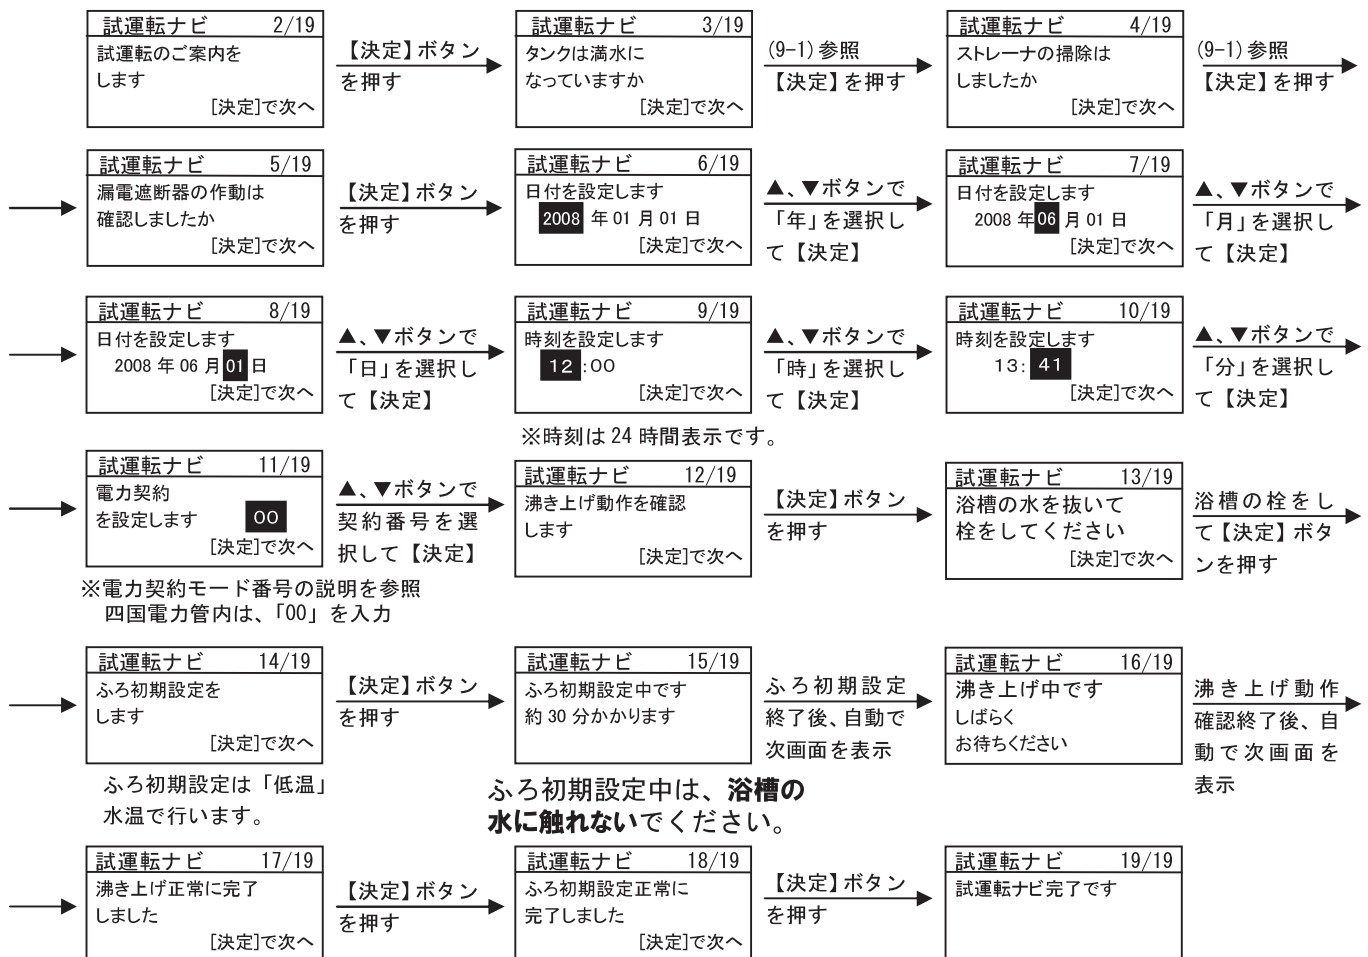 試運転ナビ 2/19
試運転のご案内を
します
[決定]で次へ
【決定】ボタン
を押す
試運転ナビ 3/19
タンクは満水に
なっていますか
[決定]で次へ
(9-1)参照
【決定】を押す
試運転ナビ 4/19
ストレーナの掃除は
しましたか
[決定]で次へ
(9-1)参照
【決定】を押す
試運転ナビ 5/19
漏電遮断器の作動は
確認しましたか
[決定]で次へ
【決定】ボタン
を押す
試運転ナビ 6/19
日付を設定します
2008 年 01 月 01 日
[決定]で次へ
▲、▼ボタンで
「年」を選択し
て【決定】
試運転ナビ 7/19
日付を設定します
2008 年 06 月 01 日
[決定]で次へ
▲、▼ボタンで
「月」を選択し
て【決定】
試運転ナビ 8/19
日付を設定します
2008 年 06 月 01 日
[決定]で次へ
▲、▼ボタンで
「日」を選択し
て【決定】
試運転ナビ 9/19
時刻を設定します
12 :00
[決定]で次へ
※時刻は 24 時間表示です。
▲、▼ボタンで
「時」を選択し
て【決定】
試運転ナビ 10/19
時刻を設定します
13: 41
[決定]で次へ
▲、▼ボタンで
「分」を選択し
て【決定】
試運転ナビ 11/19
電力契約
を設定します 00
[決定]で次へ
※電力契約モード番号の説明を参照
四国電力管内は、「00」を入力
▲、▼ボタンで
契約番号を選
択して【決定】
試運転ナビ 12/19
沸き上げ動作を確認
します
[決定]で次へ
【決定】ボタン
を押す
試運転ナビ 13/19
浴槽の水を抜いて
栓をしてください
[決定]で次へ
浴槽の栓をし
て【決定】ボタ
ンを押す
試運転ナビ 14/19
ふろ初期設定を
します
[決定]で次へ
ふろ初期設定は「低温」
水温で行います。
【決定】ボタン
を押す
試運転ナビ 15/19
ふろ初期設定中です
約 30 分かかります
ふろ初期設定中は、浴槽の
水に触れないでください。
ふろ初期設定
終了後、自動で
次画面を表示
試運転ナビ 16/19
沸き上げ中です
しばらく
お待ちください
沸き上げ動作
確認終了後、自
動で次画面を
表示
試運転ナビ 17/19
沸き上げ正常に完了
しました
[決定]で次へ
【決定】ボタン
を押す
試運転ナビ 18/19
ふろ初期設定正常に
完了しました
[決定]で次へ
【決定】ボタン
を押す
試運転ナビ 19/19
試運転ナビ完了です